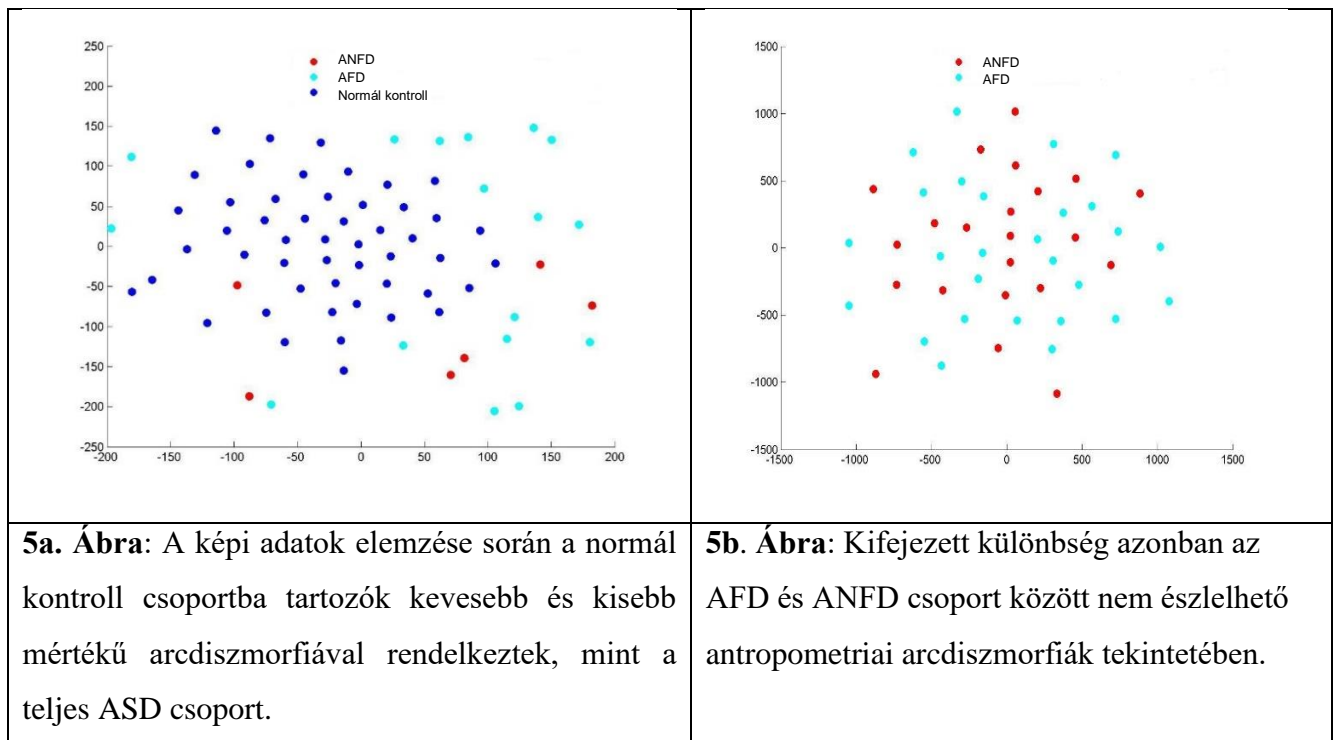 250
200
150
100
50
0
-50
-100
-150
-200
-250
-200
-150
-100
-50
0
50
100
150
200
ANFD
AFD
Normál kontroll
1500
1000
500
0
-500
-1000
-1500
-1500
-1000
-500
0
500
1000
1500
ANFD
AFD
5a. Ábra: A képi adatok elemzése során a normál
kontroll csoportba tartozók kevesebb és kisebb
mértékű arcdiszmorfiával rendelkeztek, mint a
teljes ASD csoport.
5b. Ábra: Kifejezett különbség azonban az
AFD és ANFD csoport között nem észlelhető
antropometriai arcdiszmorfiák tekintetében.